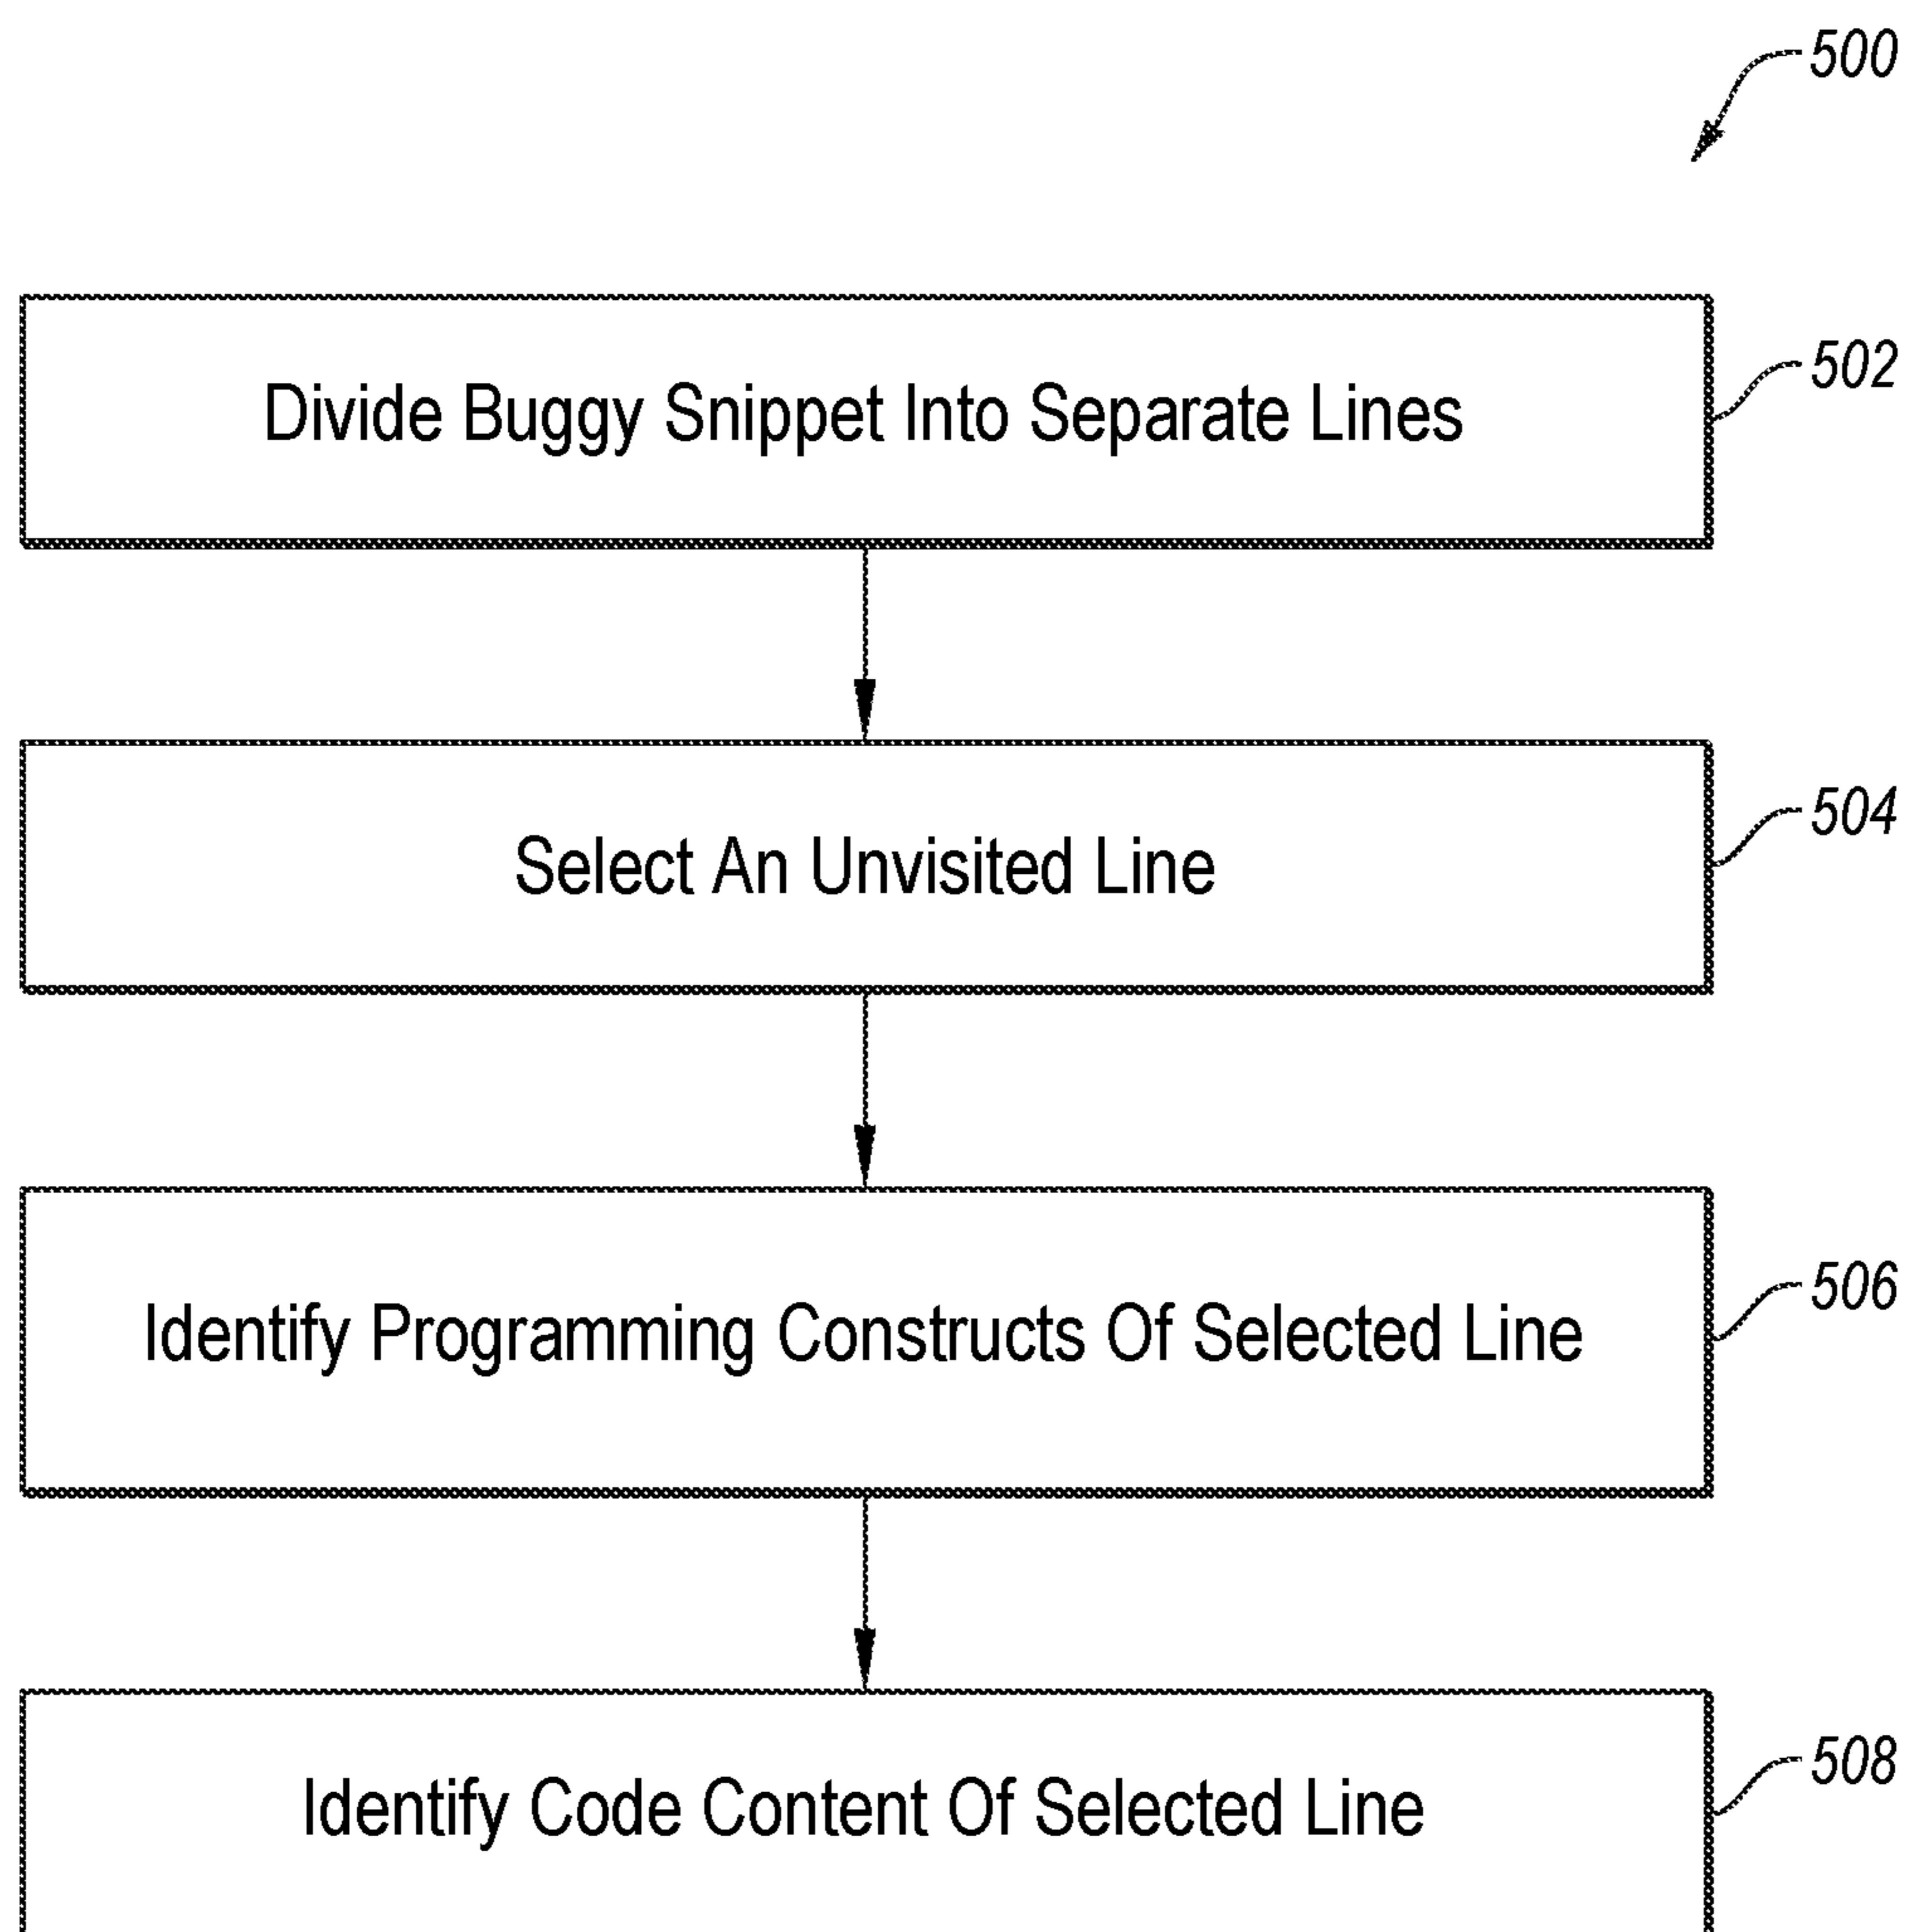 500
Divide Buggy Snippet Into Separate Lines
502
Select An Unvisited Line
504
Identify Programming Constructs Of Selected Line
506
Identify Code Content Of Selected Line
508